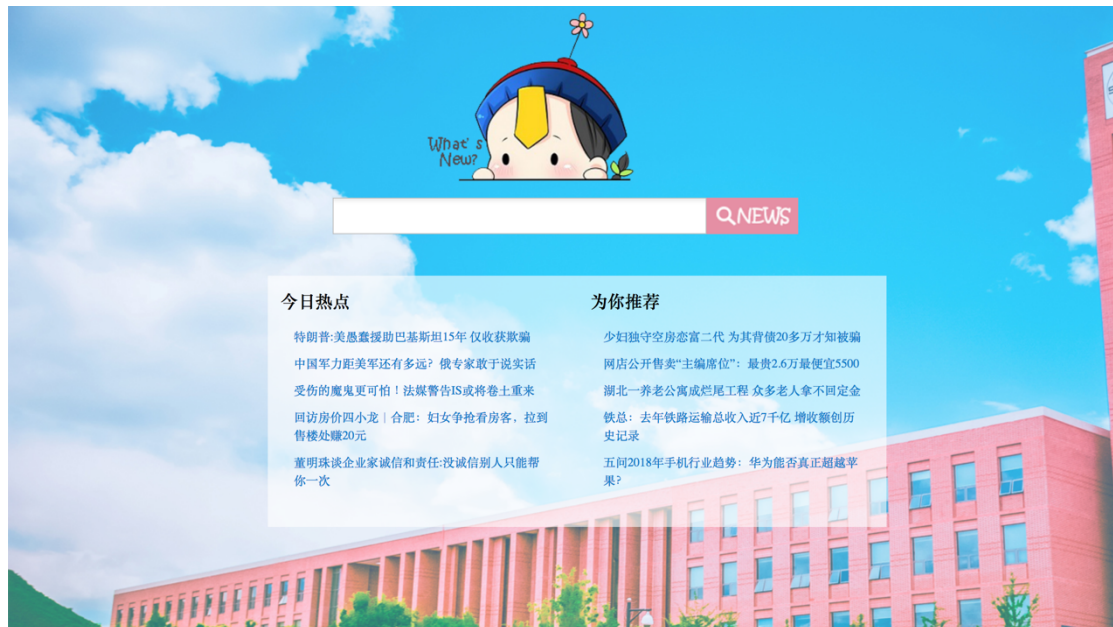 What's
New?
NEWS
今日热点
特朗普:美愚蠢援助巴基斯坦15年 仅收获欺骗
中国军力距美军还有多远？俄专家敢于说实话
受伤的魔鬼更可怕！法媒警告IS或将卷土重来
回访房价四小龙|合肥：妇女争抢看房客，拉到
售楼处赚20元
董明珠谈企业家诚信和责任:没诚信别人只能帮
你一次
为你推荐
少妇独守空房恋富二代 为其背债20多万才知被骗
网店公开售卖“主编席位”：最贵2.6万最便宜5500
湖北一养老公寓成烂尾工程 众多老人拿不回定金
铁总：去年铁路运输总收入近7千亿 增收额创历
史记录
五问2018年手机行业趋势：华为能否真正超越苹
果？